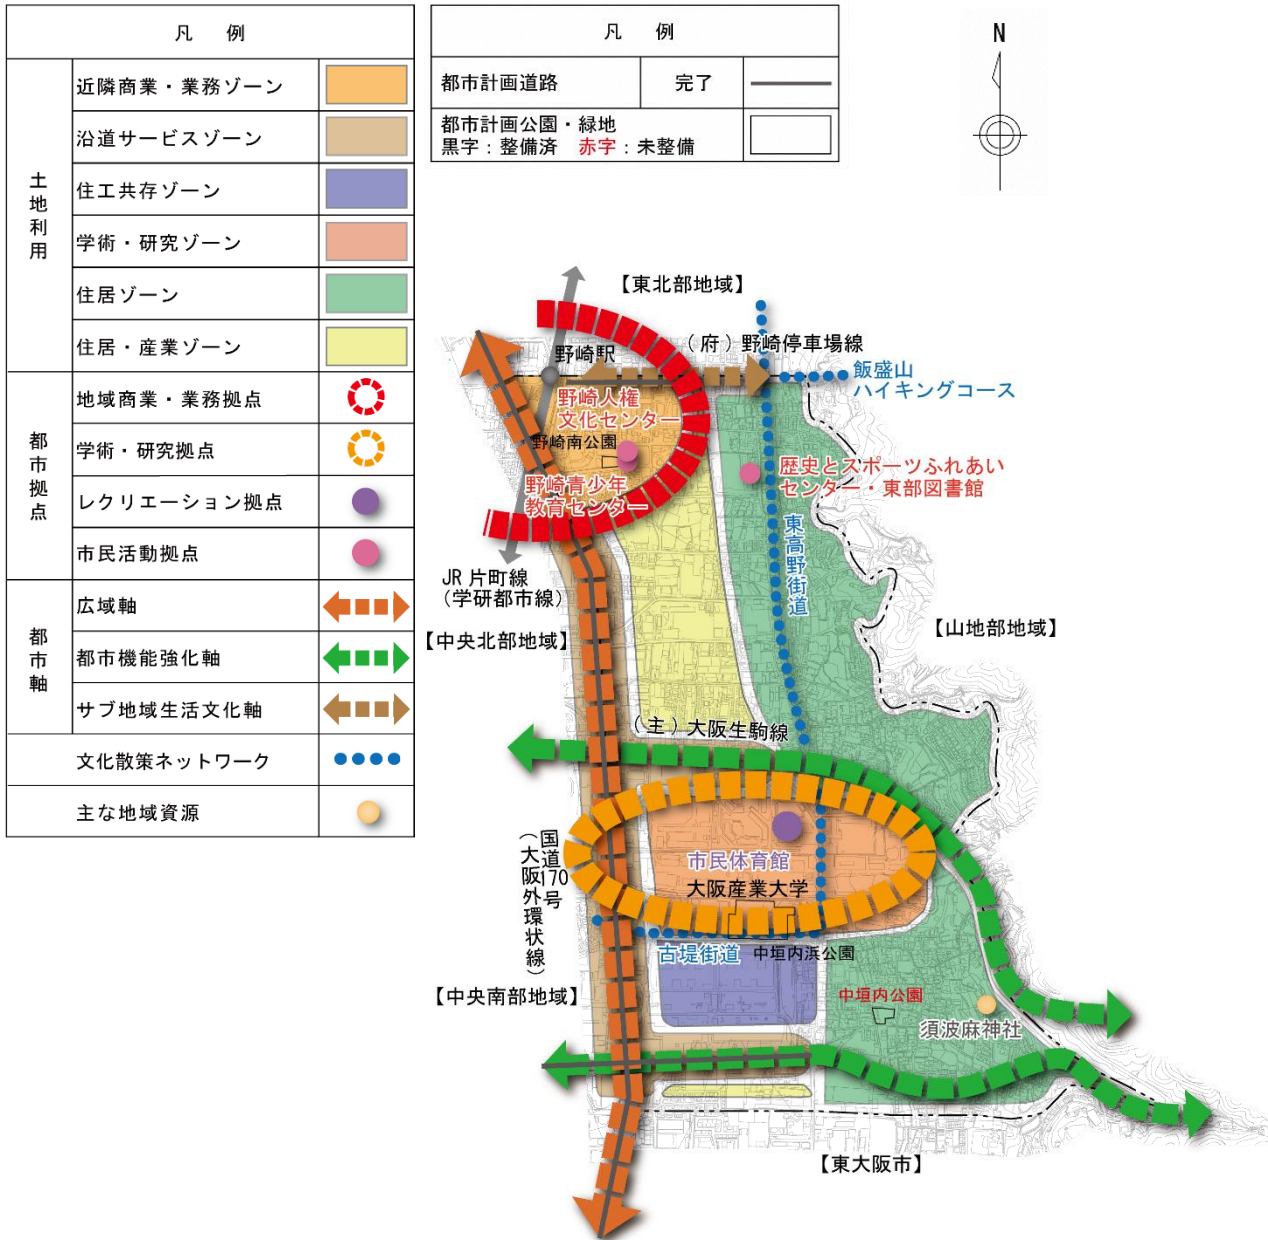 凡 例
土地利用
近隣商業・業務ゾーン
沿道サービスゾーン
住工共存ゾーン
学術・研究ゾーン
住居ゾーン
住居・産業ゾーン
都市拠点
地域商業・業務拠点
学術・研究拠点
レクリエーション拠点
市民活動拠点
都市軸
広域軸
都市機能強化軸
サブ地域生活文化軸
文化散策ネットワーク
主な地域資源
凡 例
都市計画道路 完了
都市計画公園・緑地
黒字：整備済 赤字：未整備
N
【東北部地域】
（府）野崎停車場線
野崎駅
飯盛山
ハイキングコース
野崎人権
文化センター
野崎南公園
野崎青少年
教育センター
歴史とスポーツふれあい
センター・東部図書館
東高野街道
JR 片町線
（学研都市線）
【中央北部地域】
【山地部地域】
（主）大阪生駒線
国道170号
（大阪外環状線）
市民体育館
大阪産業大学
古堤街道
中垣内浜公園
【中央南部地域】
中垣内公園
須波麻神社
【東大阪市】